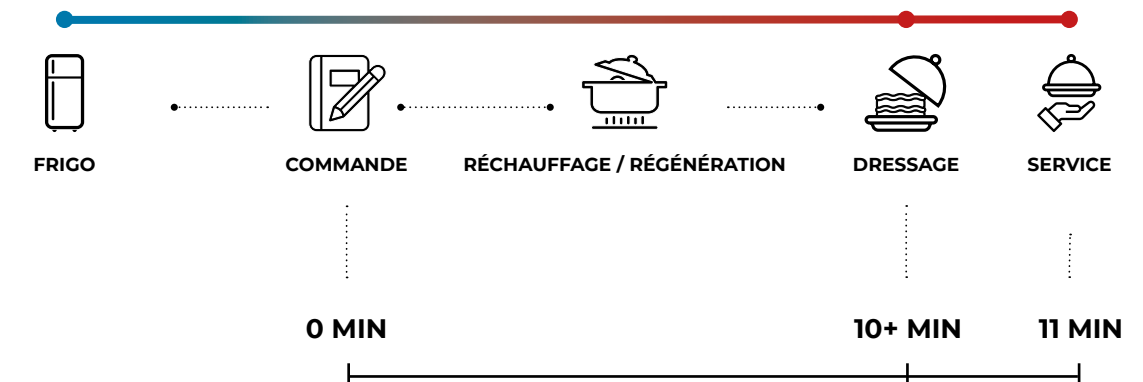 FRIGO
COMMANDE
RÉCHAUFFAGE / RÉGÉNÉRATION
DRESSAGE
SERVICE
0 MIN
10+ MIN
11 MIN